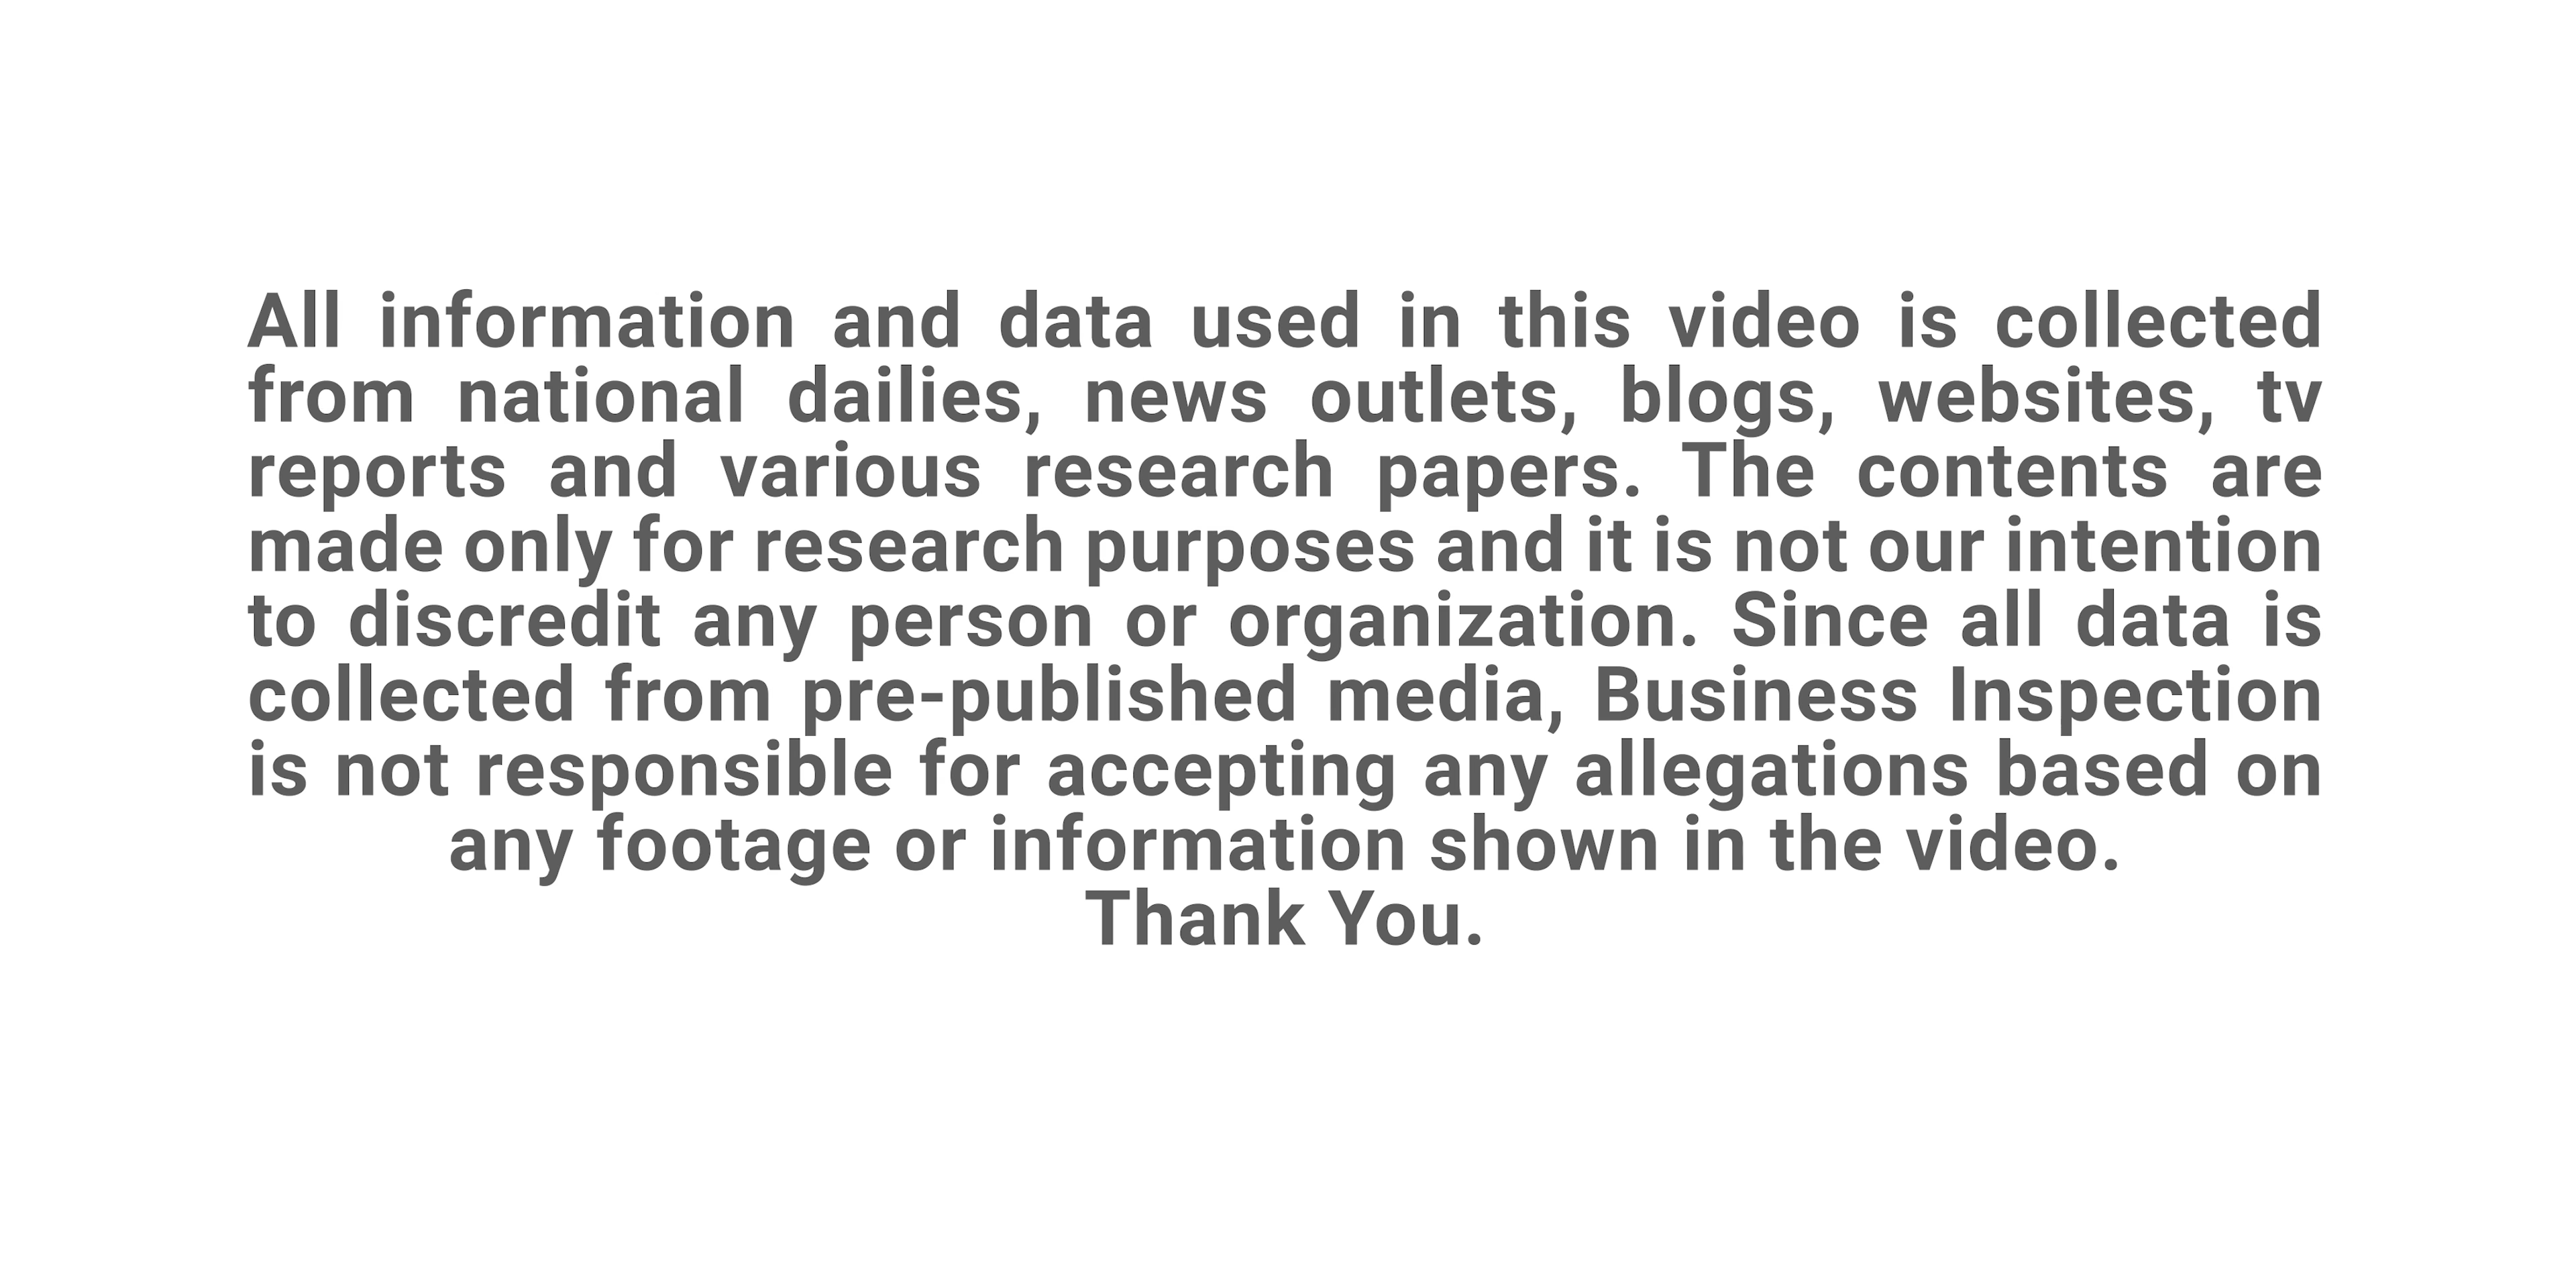 All information and data used in this video is collected
from national dailies, news outlets, blogs, websites, tv
reports and various research papers. The contents are
made only for research purposes and it is not our intention
to discredit any person or organization. Since all data is
collected from pre-published media, Business Inspection
is not responsible for accepting any allegations based on
any footage or information shown in the video.
Thank You.